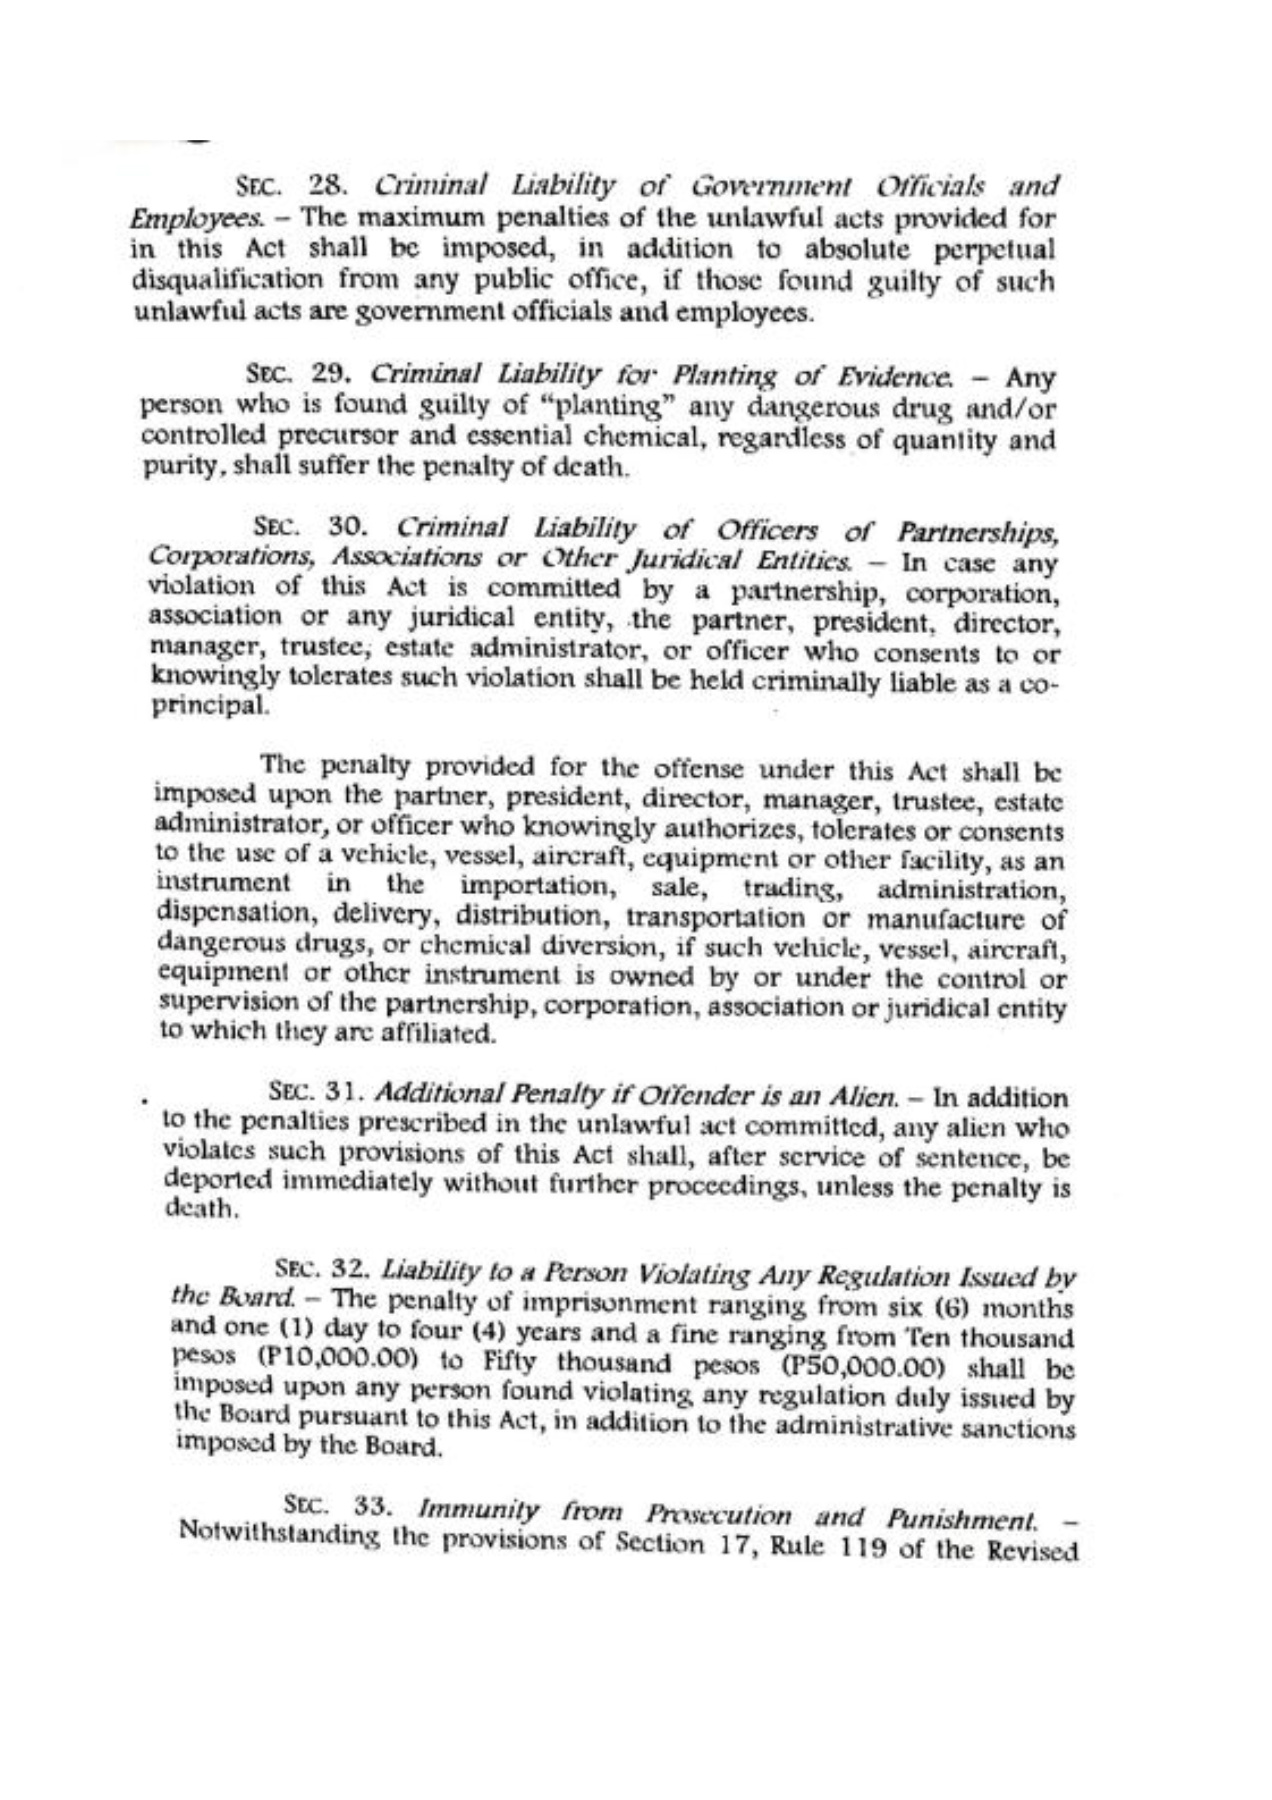 SEC. 28. Criminal Liability of Government Officials and
Employees. – The maximum penalties of the unlawful acts provided for
in this Act shall be imposed, in addition to absolute perpetual
disqualification from any public office, if those found guilty of such
unlawful acts are government officials and employees.
SEC. 29. Criminal Liability for Planting of Evidence. – Any
person who is found guilty of “planting” any dangerous drug and/or
controlled precursor and essential chemical, regardless of quantity and
purity, shall suffer the penalty of death.
SEC. 30. Criminal Liability of Officers of Partnerships,
Corporations, Associations or Other Juridical Entities. – In case any
violation of this Act is committed by a partnership, corporation,
association or any juridical entity, the partner, president, director,
manager, trustee, estate administrator, or officer who consents to or
knowingly tolerates such violation shall be held criminally liable as a co-
principal.
The penalty provided for the offense under this Act shall be
imposed upon the partner, president, director, manager, trustee, estate
administrator, or officer who knowingly authorizes, tolerates or consents
to the use of a vehicle, vessel, aircraft, equipment or other facility, as an
instrument in the importation, sale, trading, administration,
dispensation, delivery, distribution, transportation or manufacture of
dangerous drugs, or chemical diversion, if such vehicle, vessel, aircraft,
equipment or other instrument is owned by or under the control or
supervision of the partnership, corporation, association or juridical entity
to which they are affiliated.
SEC. 31. Additional Penalty if Offender is an Alien. – In addition
to the penalties prescribed in the unlawful act committed, any alien who
violates such provisions of this Act shall, after service of sentence, be
deported immediately without further proceedings, unless the penalty is
death.
SEC. 32. Liability to a Person Violating Any Regulation Issued by
the Board. – The penalty of imprisonment ranging from six (6) months
and one (1) day to four (4) years and a fine ranging from Ten thousand
pesos (P10,000.00) to Fifty thousand pesos (P50,000.00) shall be
imposed upon any person found violating any regulation duly issued by
the Board pursuant to this Act, in addition to the administrative sanctions
imposed by the Board.
SEC. 33. Immunity from Prosecution and Punishment. –
Notwithstanding the provisions of Section 17, Rule 119 of the Revised